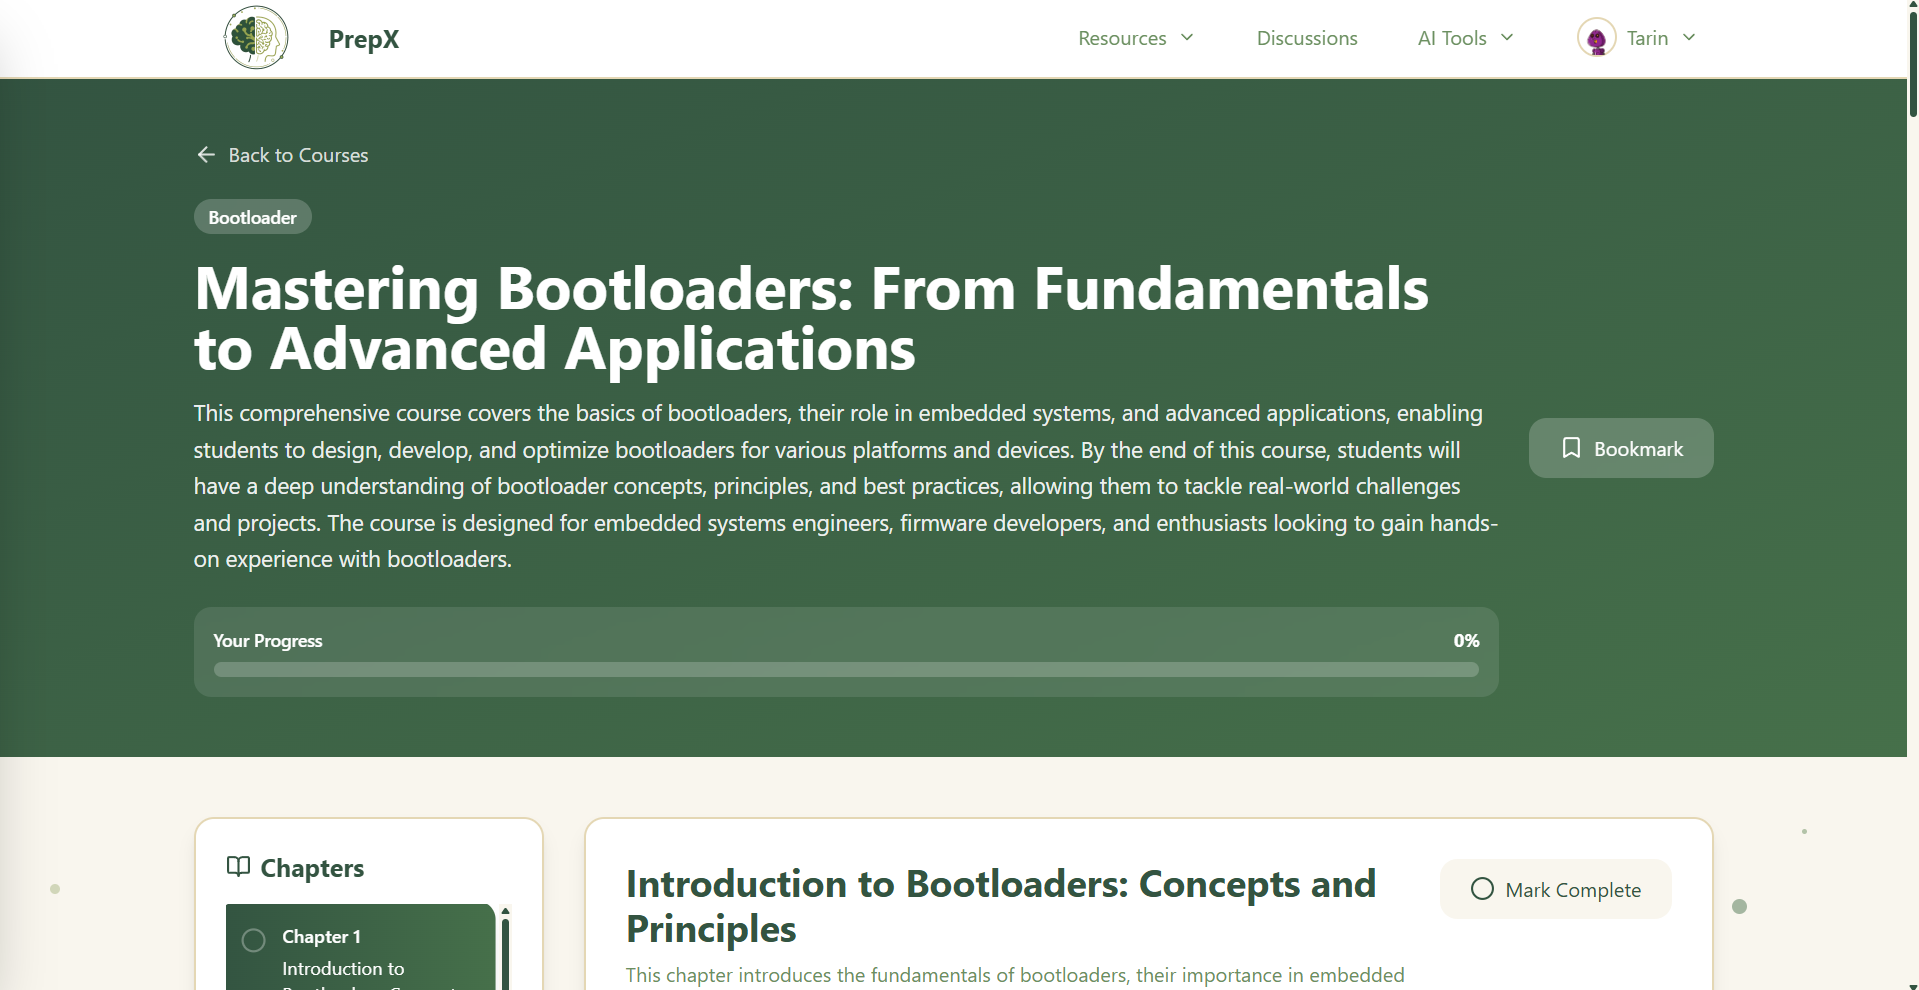 PrepX
Resources
Discussions
AI Tools
Tarin
Back to Courses
Bootloader
Mastering Bootloaders: From Fundamentals
to Advanced Applications
This comprehensive course covers the basics of bootloaders, their role in embedded systems, and advanced applications, enabling
students to design, develop, and optimize bootloaders for various platforms and devices. By the end of this course, students will
have a deep understanding of bootloader concepts, principles, and best practices, allowing them to tackle real-world challenges
and projects. The course is designed for embedded systems engineers, firmware developers, and enthusiasts looking to gain hands-
on experience with bootloaders.
Bookmark
Your Progress
0%
Chapters
Chapter 1
Introduction to
Introduction to Bootloaders: Concepts and
Principles
Mark Complete
This chapter introduces the fundamentals of bootloaders, their importance in embedded